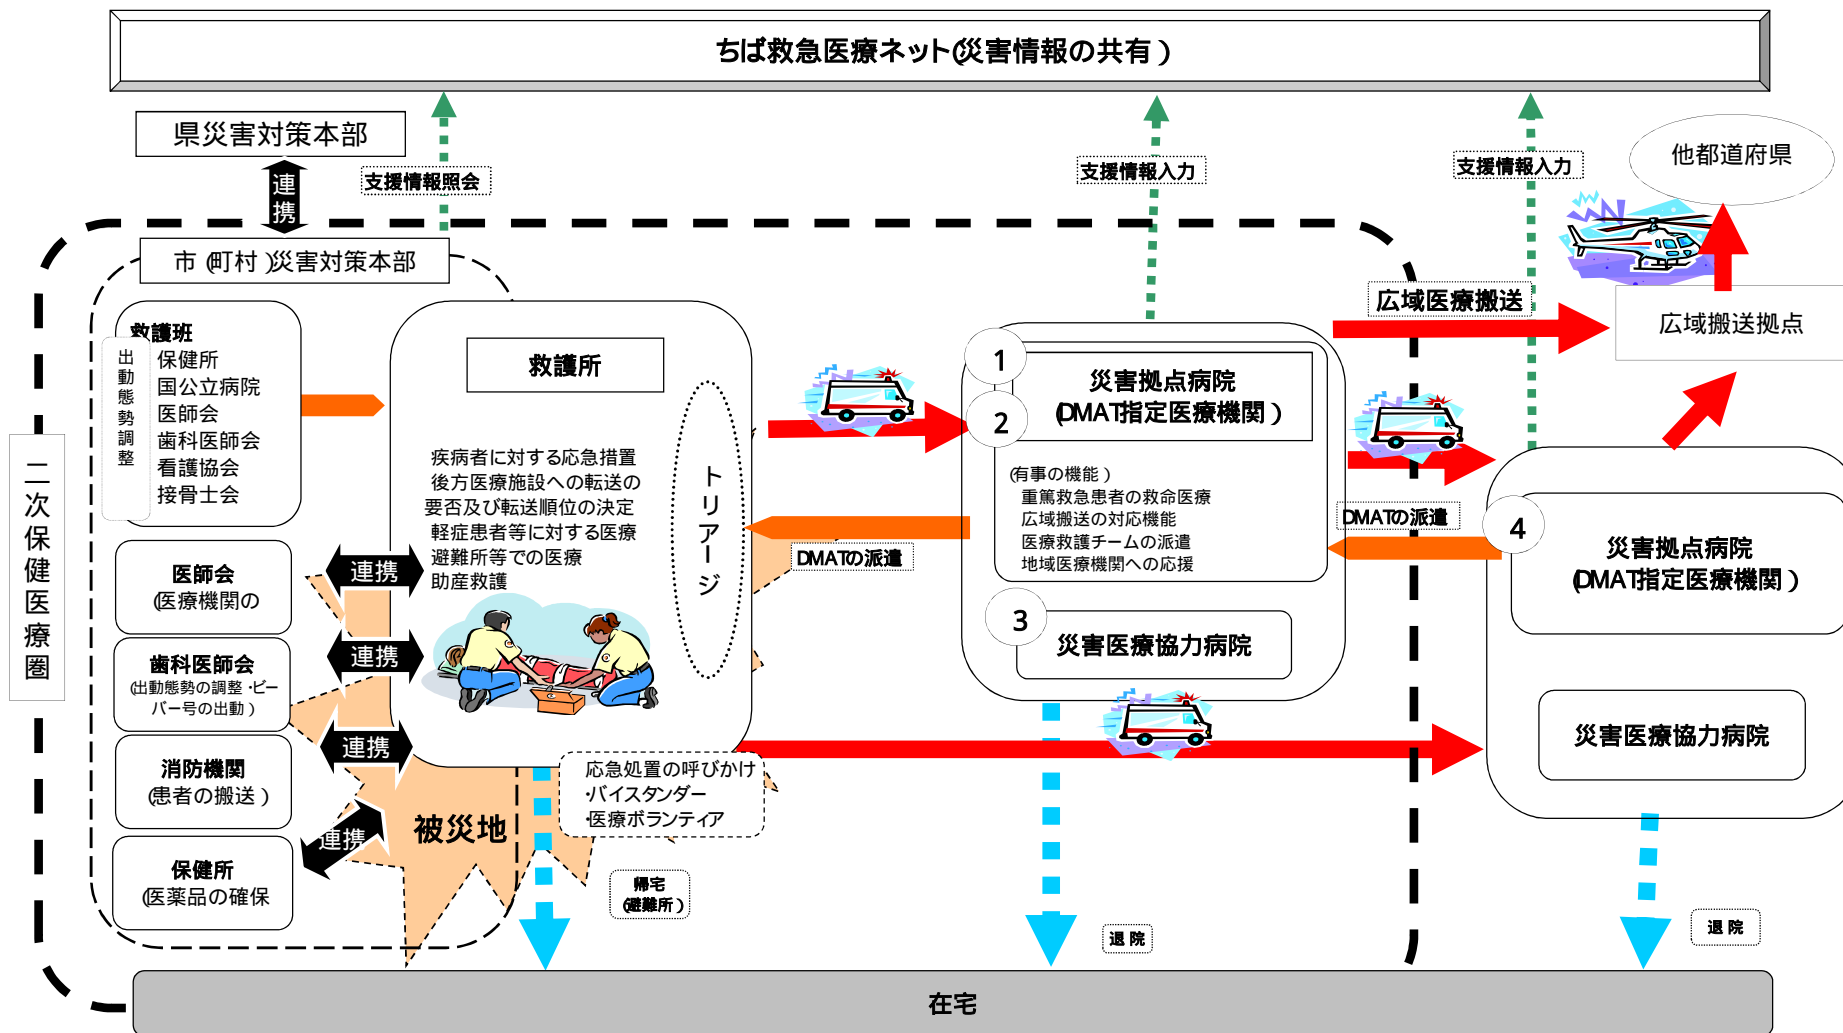 ちば救急医療ネット(災害情報の共有)
県災害対策本部
連携
支援情報照会
支援情報入力
支援情報入力
他都道府県
市(町村)災害対策本部
広域医療搬送
広域搬送拠点
二次保健医療圏
救護班
出動態勢調整
保健所
国公立病院
医師会
歯科医師会
看護協会
接骨士会
救護所
疾病者に対する応急措置
後方医療施設への転送の
要否及び転送順位の決定
軽症患者等に対する医療
避難所等での医療
助産救護
トリアージ
1
2
災害拠点病院
(DMAT指定医療機関)
(有事の機能)
重篤救急患者の救命医療
広域搬送の対応機能
医療救護チームの派遣
地域医療機関への応援
3
災害医療協力病院
DMATの派遣
DMATの派遣
4
災害拠点病院
(DMAT指定医療機関)
災害医療協力病院
医師会
(医療機関の
連携
歯科医師会
(出動態勢の調整・ビー
バー号の出動)
連携
消防機関
(患者の搬送)
連携
保健所
(医薬品の確保
連携
被災地
応急処置の呼びかけ
・バイスタンダー
・医療ボランティア
帰宅
(避難所)
退院
退院
在宅